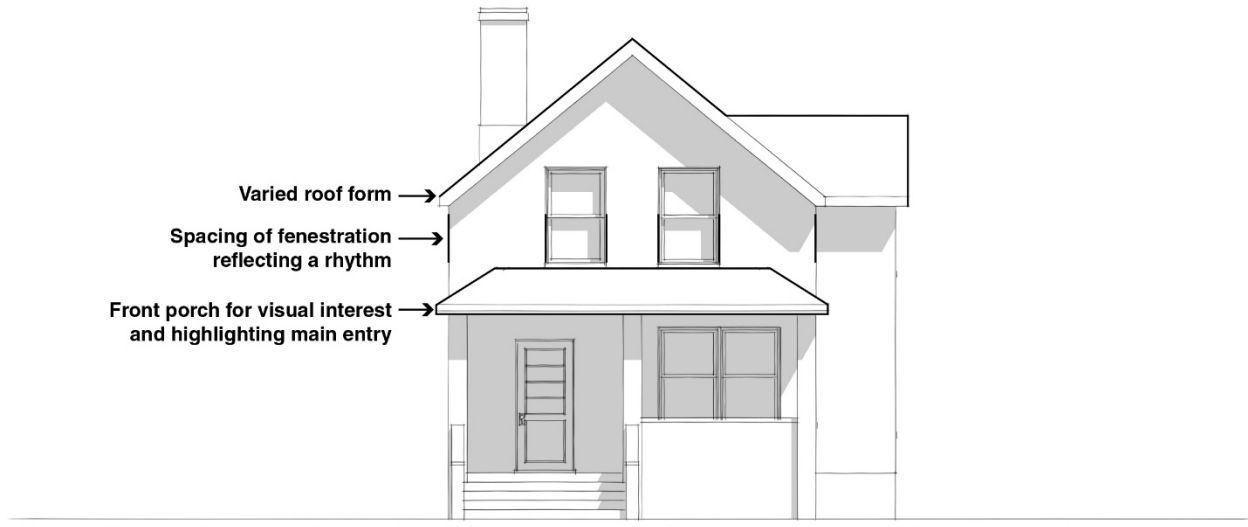 Varied roof form
Spacing of fenestration
reflecting a rhythm
Front porch for visual interest
and highlighting main entry